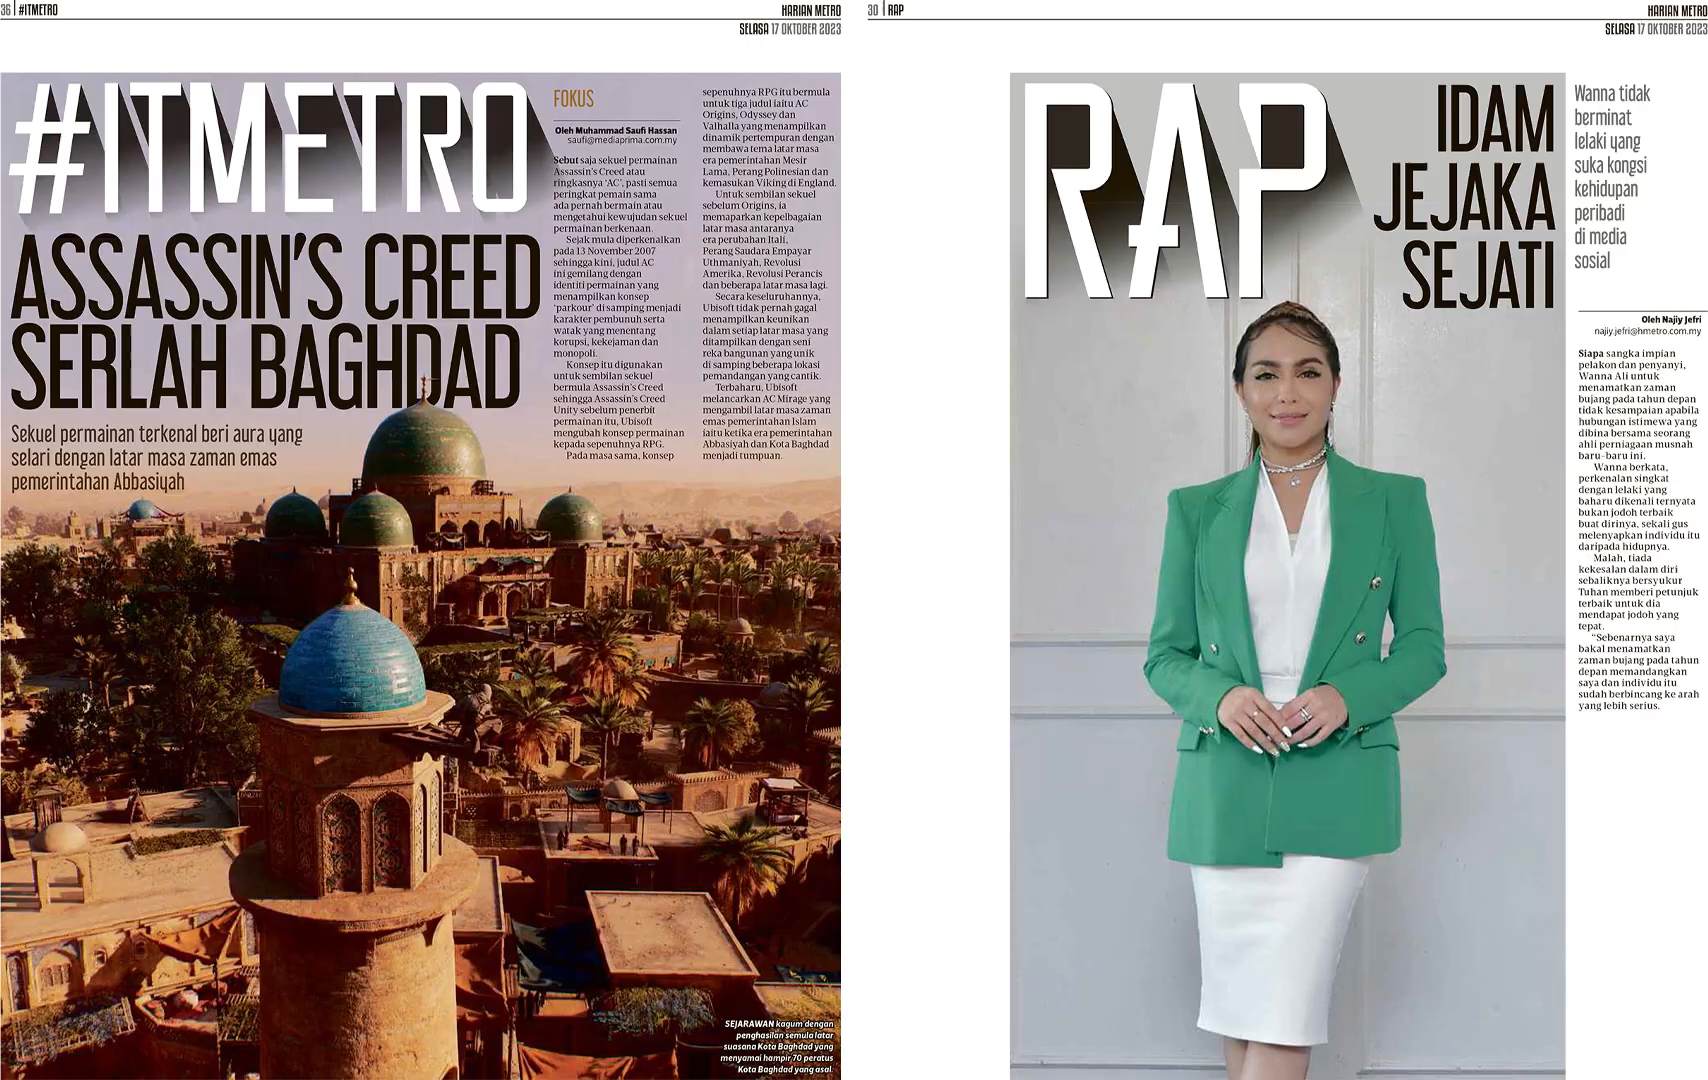 36 #ITMETRO
HARIAN METRO
SELASA 17 OKTOBER 2023
#ITMETRO
ASSASSIN'S CREED
SERLAH BAGHDAD
Sekuel permainan terkenal beri aura yang
selari dengan latar masa zaman emas
pemerintahan Abbasiyah
FOKUS
Oleh Muhammad Saufi Hassan
saufi@mediaprima.com.my
Sebut saja sekuel permainan
Assassin's Creed atau
ringkasnya 'AC', pasti semua
peringkat pemain sama
ada pernah bermain atau
mengetahui kewujudan sekuel
permainan berkenaan.
Sejak mula diperkenalkan
pada 13 November 2007
sehingga kini, judul AC
ini gemilang dengan
identiti permainan yang
menampilkan konsep
'parkour' di samping menjadi
karakter pembunuh serta
watak yang menentang
korupsi, kekejaman dan
monopoli.
Konsep itu digunakan
untuk sembilan sekuel
bermula Assassin's Creed
sehingga Assassin's Creed
Unity sebelum penerbit
permainan itu, Ubisoft
mengubah konsep permainan
kepada sepenuhnya RPG.
Pada masa sama, konsep
sepenuhnya RPG itu bermula
untuk tiga judul iaitu AC
Origins, Odyssey dan
Valhalla yang menampilkan
dinamik pertempuran dengan
membawa tema latar masa
era pemerintahan Mesir
Lama, Perang Polinesian dan
kemasukan Viking di England.
Untuk sembilan sekuel
sebelum Origins, ia
memaparkan kepelbagaian
latar masa antaranya
era perubahan Itali,
Perang Saudara Empayar
Uthmaniyah, Revolusi
Amerika, Revolusi Perancis
dan beberapa latar masa lagi.
Secara keseluruhannya,
Ubisoft tidak pernah gagal
menampilkan keunikan
dalam setiap latar masa yang
ditampilkan dengan seni
reka bangunan yang unik
di samping beberapa lokasi
pemandangan yang cantik.
Terbaharu, Ubisoft
melancarkan AC Mirage yang
mengambil latar masa zaman
emas pemerintahan Islam
iaitu ketika era pemerintahan
Abbasiyah dan Kota Baghdad
menjadi tumpuan.
SEJARAWAN kagum dengan
penghasilan semula latar
suasana Kota Baghdad yang
menyamai hampir 70 peratus
Kota Baghdad yang asal.
30 RAP
HARIAN METRO
SELASA 17 OKTOBER 2023
RAP
IDAM
JEJAKA
SEJATI
Wanna tidak
berminat
lelaki yang
suka kongsi
kehidupan
peribadi
di media
sosial
Oleh Najiy Jefri
najiy.jefri@hmetro.com.my
Siapa sangka impian
pelakon dan penyanyi,
Wanna Ali untuk
menamatkan zaman
bujang pada tahun depan
tidak kesampaian apabila
hubungan istimewa yang
dibina bersama seorang
ahli perniagaan musnah
baru-baru ini.
Wanna berkata,
perkenalan singkat
dengan lelaki yang
baharu dikenali ternyata
bukan jodoh terbaik
buat dirinya, sekali gus
melenyapkan individu itu
daripada hidupnya.
Malah, tiada
kekesalan dalam diri
sebaliknya bersyukur
Tuhan memberi petunjuk
terbaik untuk dia
mendapat jodoh yang
tepat.
"Sebenarnya saya
bakal menamatkan
zaman bujang pada tahun
depan memandangkan
saya dan individu itu
sudah berbincang ke arah
yang lebih serius.